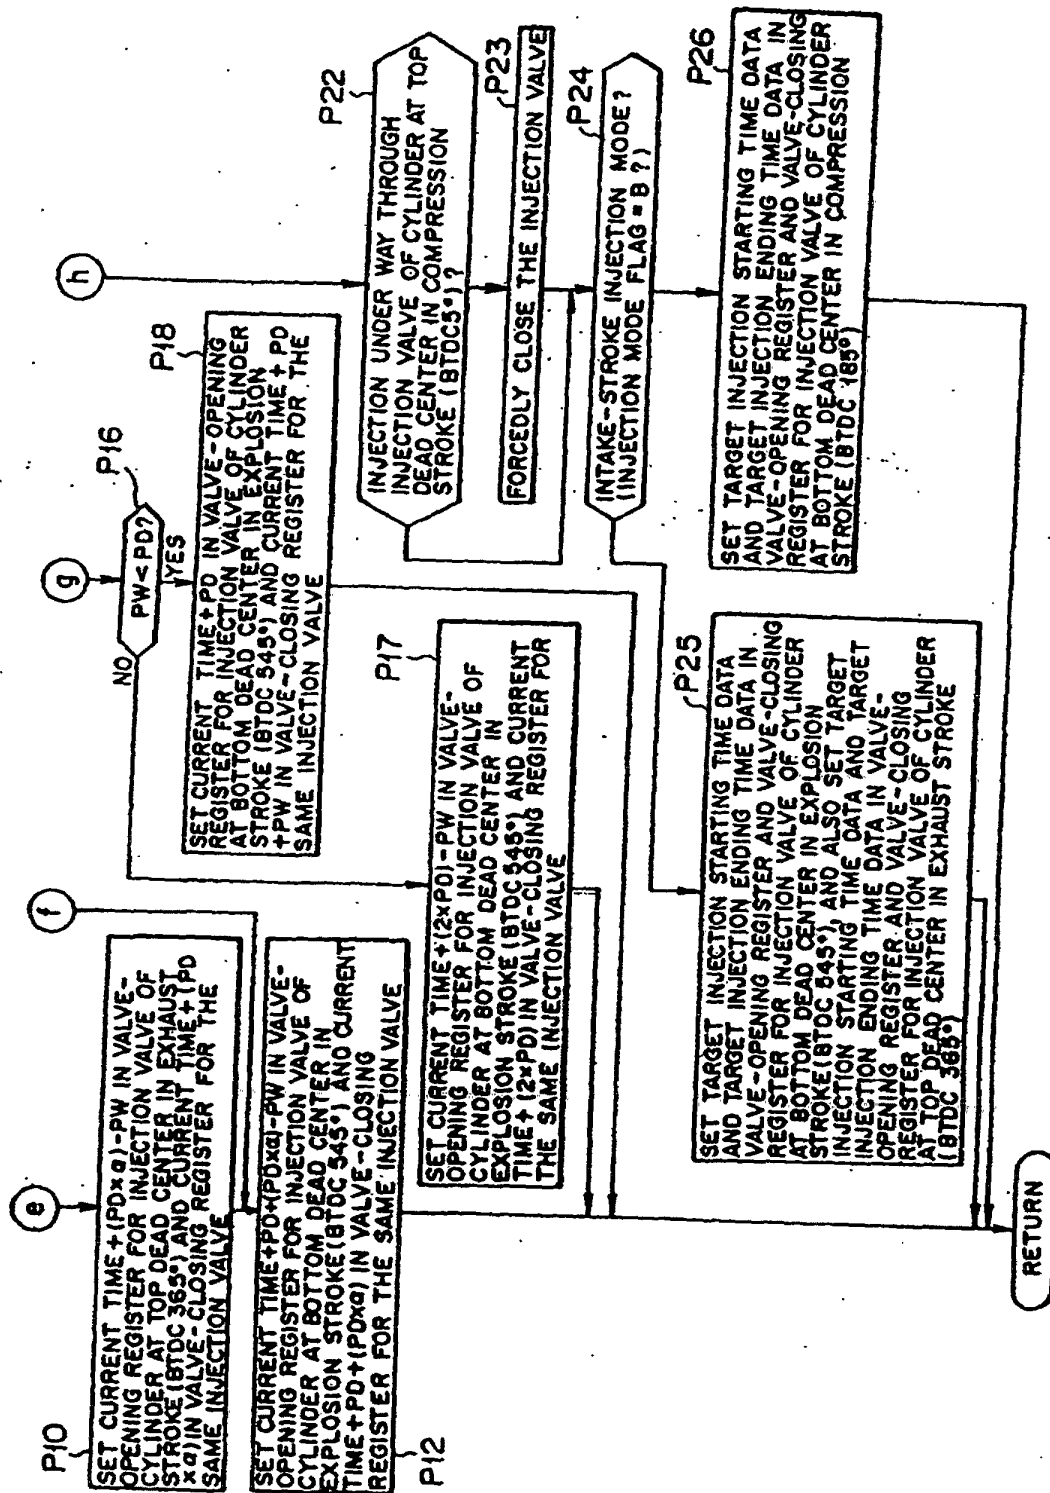 e
P10
SET CURRENT TIME+(PD×α)-PW IN VALVE-
OPENING REGISTER FOR INJECTION VALVE OF
CYLINDER AT TOP DEAD CENTER IN EXHAUST
STROKE(BTDC 365°) AND CURRENT TIME+(PD
×α) IN VALVE-CLOSING REGISTER FOR THE
SAME INJECTION VALVE
f
SET CURRENT TIME+PD+(PD×α)-PW IN VALVE-
OPENING REGISTER FOR INJECTION VALVE OF
CYLINDER AT BOTTOM DEAD CENTER IN
EXPLOSION STROKE(BTDC 545°) AND CURRENT
TIME+PD+(PD×α) IN VALVE-CLOSING
REGISTER FOR THE SAME INJECTION VALVE
P12
g
P16
PW<PD?
NO
YES
P18
SET CURRENT TIME+PD IN VALVE-OPENING
REGISTER FOR INJECTION VALVE OF CYLINDER
AT BOTTOM DEAD CENTER IN EXPLOSION
STROKE (BTDC 545°) AND CURRENT TIME+PD
+PW IN VALVE-CLOSING REGISTER FOR THE
SAME INJECTION VALVE
P17
SET CURRENT TIME+(2×PD)-PW IN VALVE-
OPENING REGISTER FOR INJECTION VALVE OF
CYLINDER AT BOTTOM DEAD CENTER IN
EXPLOSION STROKE (BTDC545°) AND CURRENT
TIME+(2×PD) IN VALVE-CLOSING REGISTER FOR
THE SAME INJECTION VALVE
h
P22
INJECTION UNDER WAY THROUGH
INJECTION VALVE OF CYLINDER AT TOP
DEAD CENTER IN COMPRESSION
STROKE (BTDC5°)?
P23
FORCEDLY CLOSE THE INJECTION VALVE
P24
INTAKE-STROKE INJECTION MODE?
(INJECTION MODE FLAG=B?)
P25
SET TARGET INJECTION STARTING TIME DATA
AND TARGET INJECTION ENDING TIME DATA IN
VALVE-OPENING REGISTER AND VALVE-CLOSING
REGISTER FOR INJECTION VALVE OF CYLINDER
AT BOTTOM DEAD CENTER IN EXPLOSION
STROKE(BTDC 545°), AND ALSO SET TARGET
INJECTION STARTING TIME DATA AND TARGET
INJECTION ENDING TIME DATA IN VALVE-
OPENING REGISTER AND VALVE-CLOSING
REGISTER FOR INJECTION VALVE OF CYLINDER
AT TOP DEAD CENTER IN EXHAUST STROKE
(BTDC 365°)
P26
SET TARGET INJECTION STARTING TIME DATA
AND TARGET INJECTION ENDING TIME DATA IN
VALVE-OPENING REGISTER AND VALVE-CLOSING
REGISTER FOR INJECTION VALVE OF CYLINDER
AT BOTTOM DEAD CENTER IN COMPRESSION
STROKE (BTDC 185°)
RETURN